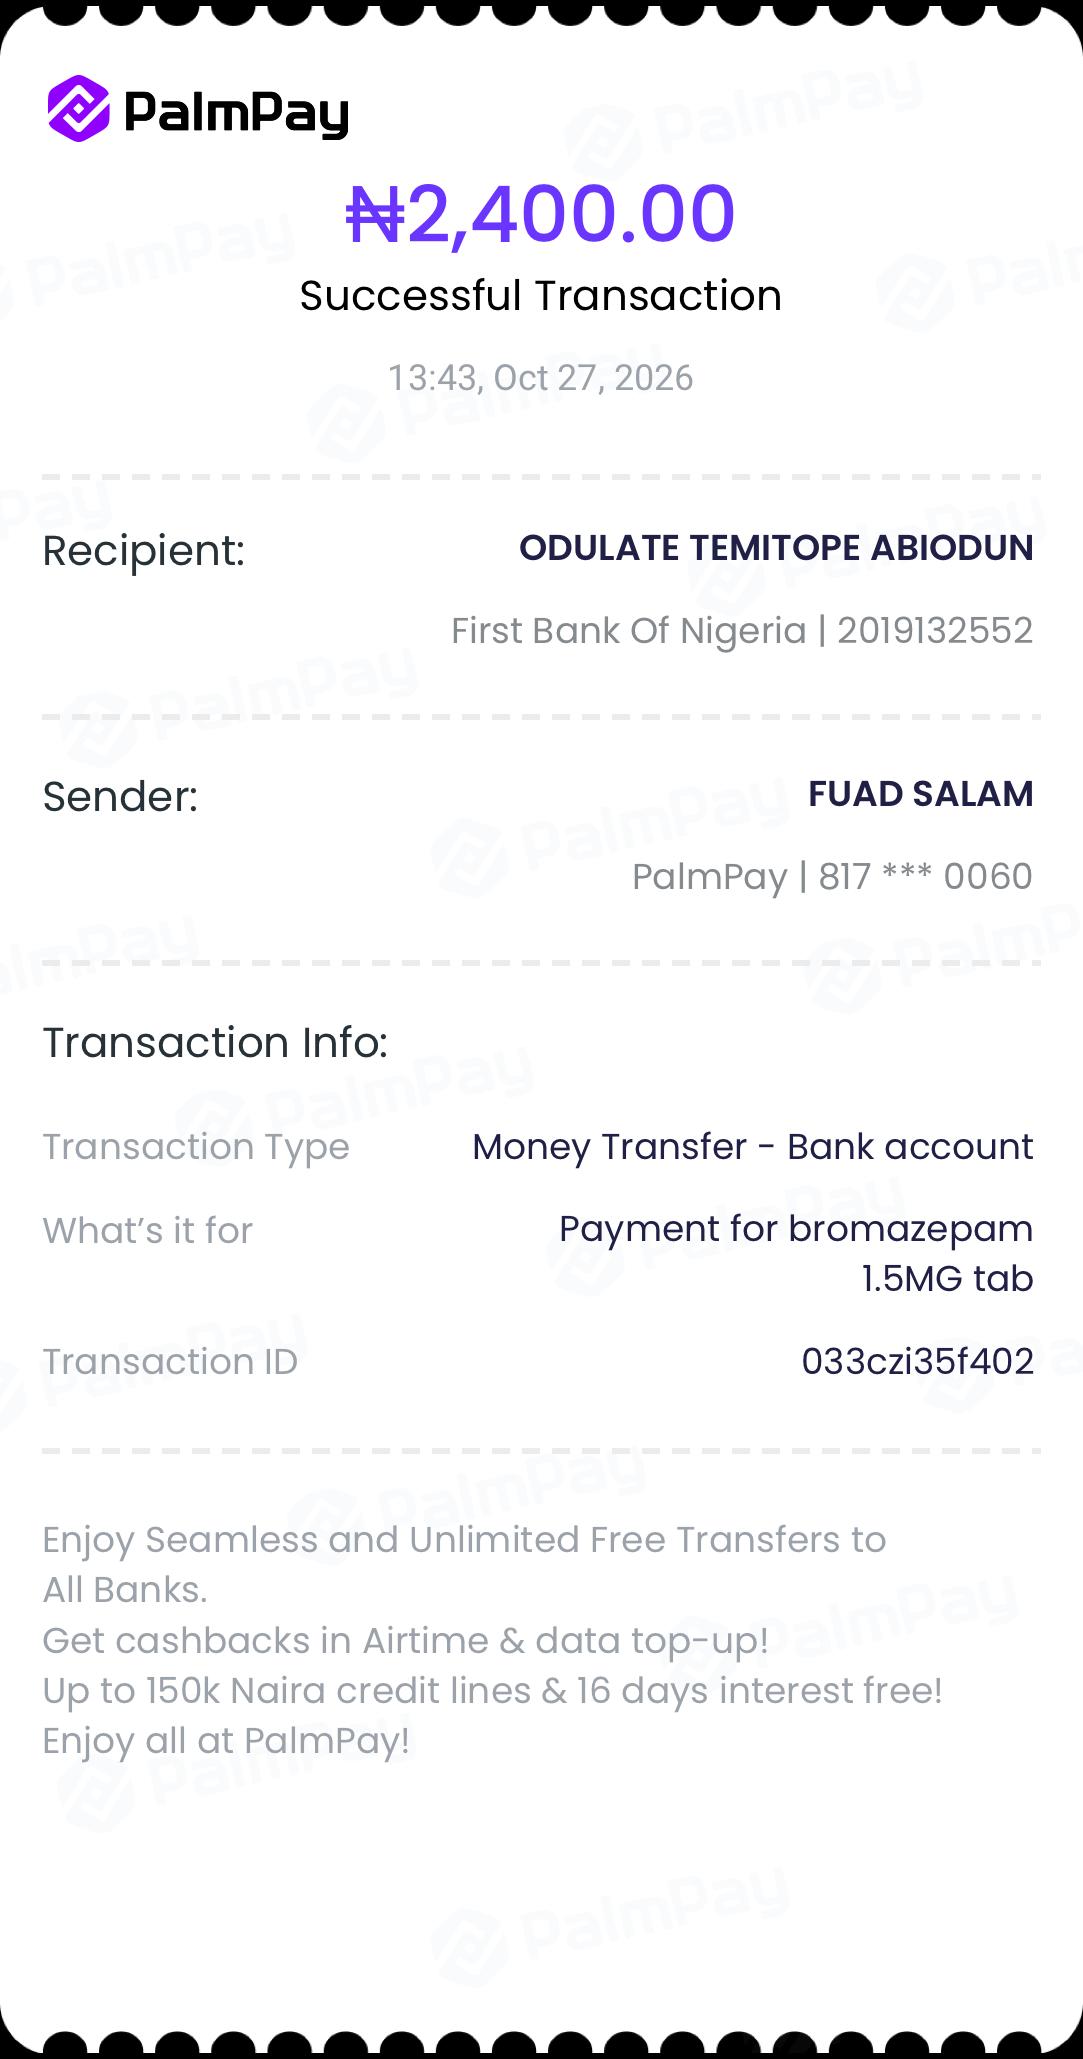 PalmPay
₦2,400.00
Successful Transaction
13:43, Oct 27, 2026
Recipient: ODULATE TEMITOPE ABIODUN
First Bank Of Nigeria | 2019132552
Sender: FUAD SALAM
PalmPay | 817 *** 0060
Transaction Info:
Transaction Type Money Transfer - Bank account
What's it for Payment for bromazepam
1.5MG tab
Transaction ID 033czi35f402
Enjoy Seamless and Unlimited Free Transfers to
All Banks.
Get cashbacks in Airtime & data top-up!
Up to 150k Naira credit lines & 16 days interest free!
Enjoy all at PalmPay!